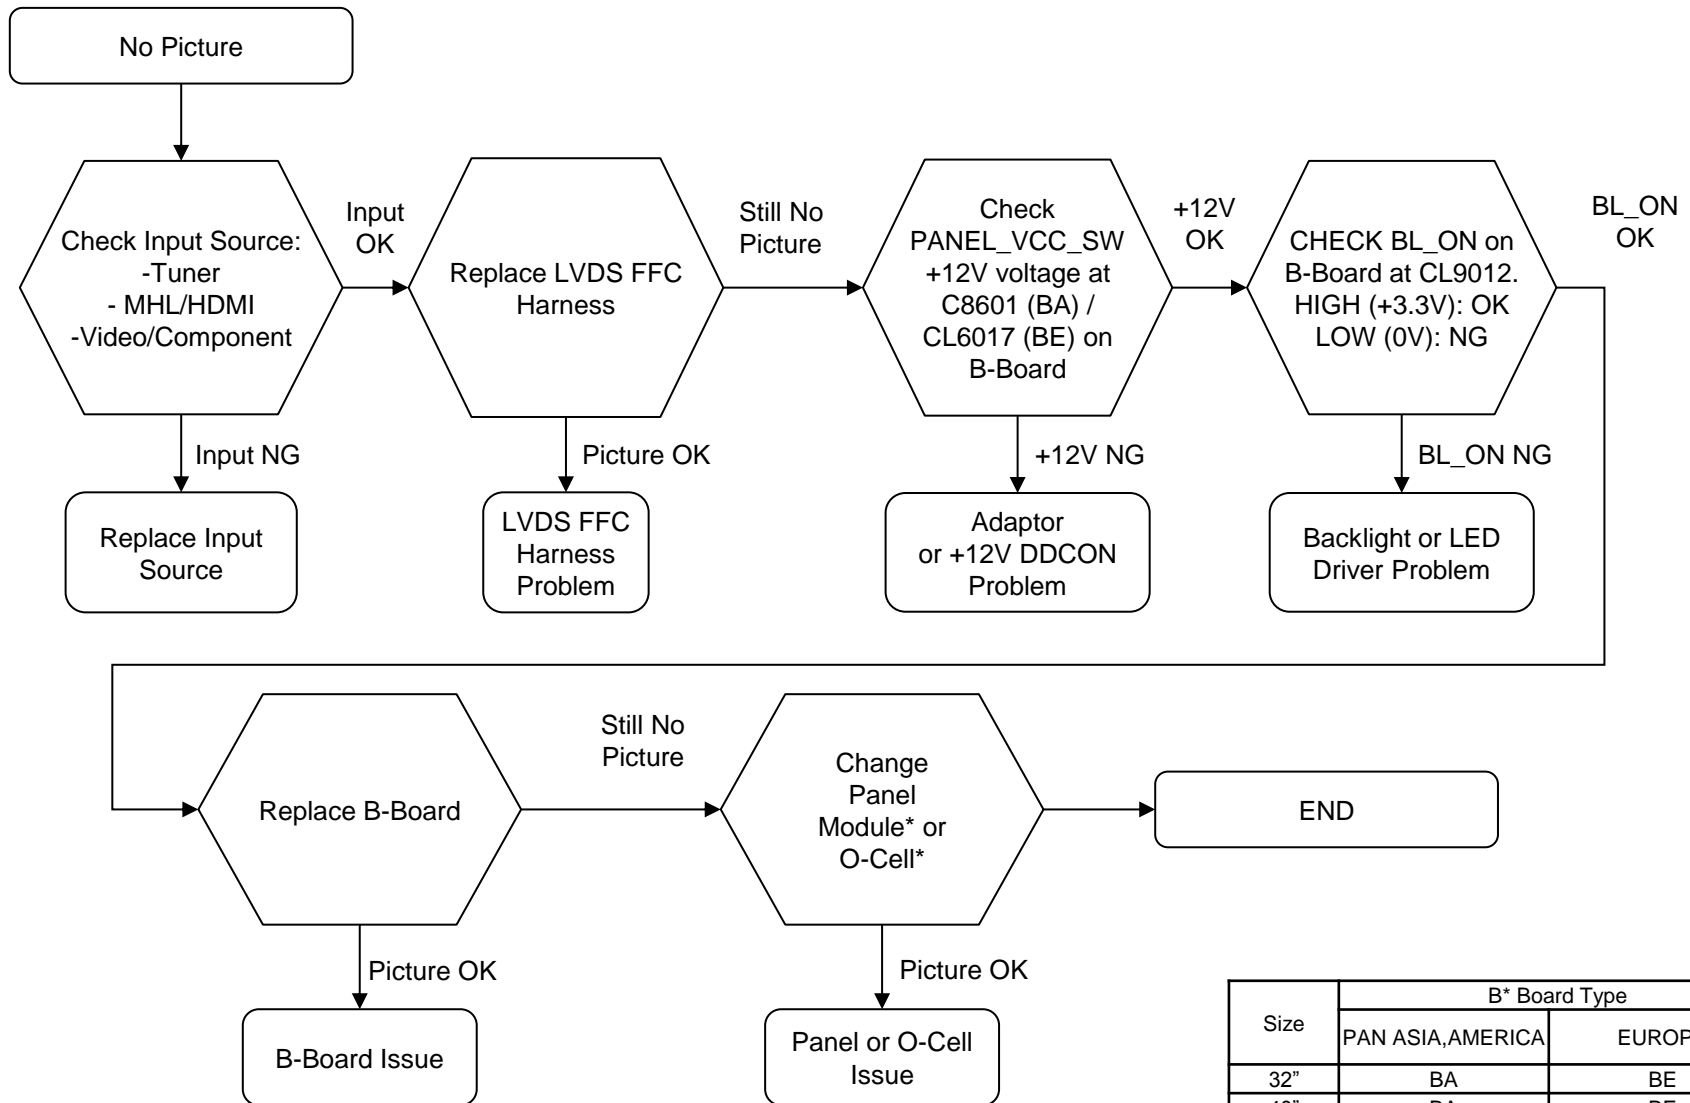 No Picture
Check Input Source:
-Tuner
- MHL/HDMI
-Video/Component
Input
OK
Replace LVDS FFC
Harness
Still No
Picture
Check
PANEL_VCC_SW
+12V voltage at
C8601 (BA) /
CL6017 (BE) on
B-Board
+12V
OK
CHECK BL_ON on
B-Board at CL9012.
HIGH (+3.3V): OK
LOW (0V): NG
BL_ON
OK
Input NG
Picture OK
+12V NG
BL_ON NG
Replace Input
Source
LVDS FFC
Harness
Problem
Adaptor
or +12V DDCON
Problem
Backlight or LED
Driver Problem
Replace B-Board
Still No
Picture
Change
Panel
Module* or
O-Cell*
END
Picture OK
Picture OK
B-Board Issue
Panel or O-Cell
Issue
Size
B* Board Type
PAN ASIA,AMERICA
EUROP
32” BA BE